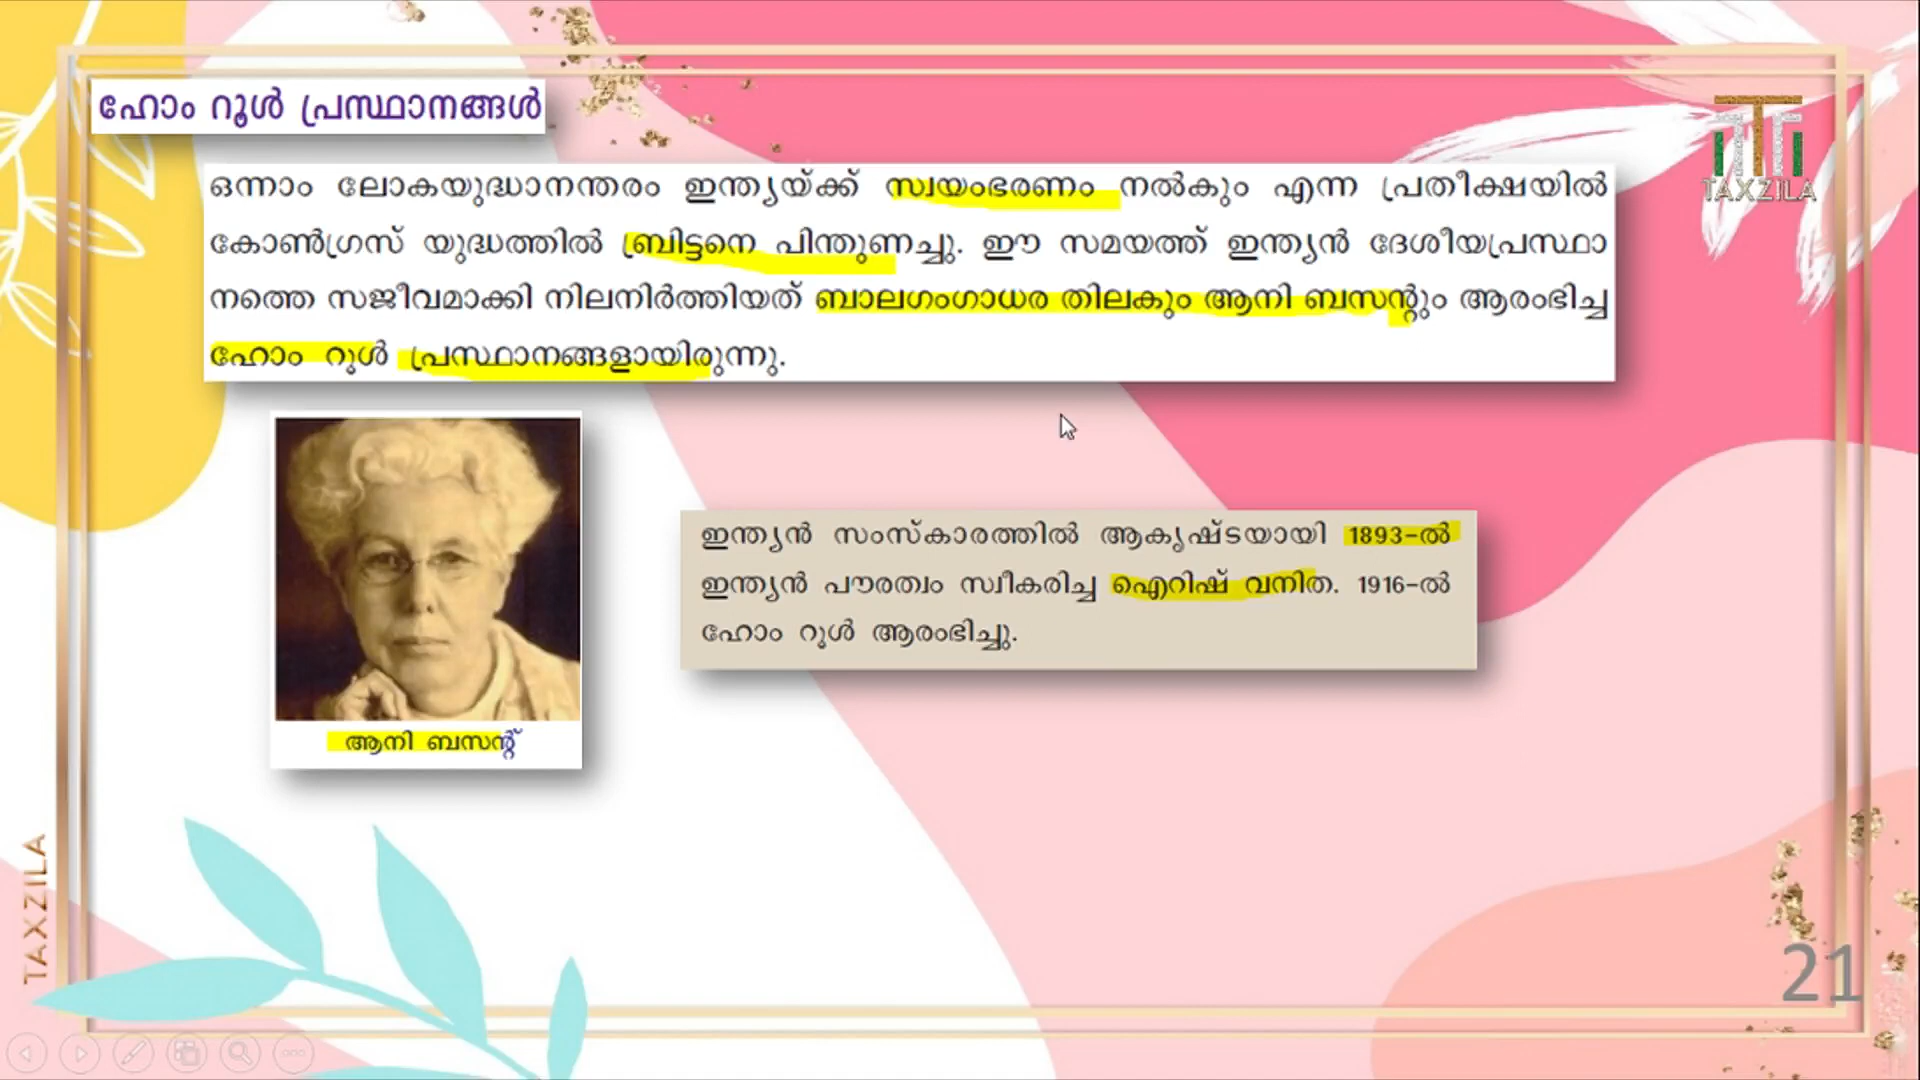 ഹോം റൂൾ പ്രസ്ഥാനങ്ങൾ
TAXZILA
ഒന്നാം ലോകയുദ്ധാനന്തരം ഇന്ത്യയ്ക്ക് സ്വയംഭരണം നൽകും എന്ന പ്രതീക്ഷയിൽ
കോൺഗ്രസ് യുദ്ധത്തിൽ ബ്രിട്ടനെ പിന്തുണച്ചു. ഈ സമയത്ത് ഇന്ത്യൻ ദേശീയപ്രസ്ഥാ
നത്തെ സജീവമാക്കി നിലനിർത്തിയത് ബാലഗംഗാധര തിലകും ആനി ബസന്റും ആരംഭിച്ച
ഹോം റൂൾ പ്രസ്ഥാനങ്ങളായിരുന്നു.
ഇന്ത്യൻ സംസ്കാരത്തിൽ ആകൃഷ്ടയായി 1893-ൽ
ഇന്ത്യൻ പൗരത്വം സ്വീകരിച്ച ഐറിഷ് വനിത. 1916-ൽ
ഹോം റൂൾ ആരംഭിച്ചു.
ആനി ബസന്റ്
TAXZILA
21